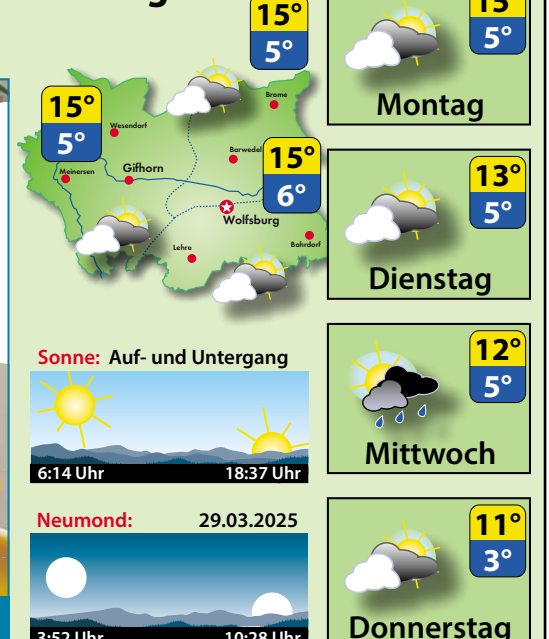 15°
5°
15°
5°
Brome
Wesendorf
Barwedel
15°
6°
Meinersen
Gifhorn
Wolfsburg
Lehre
Bahrdorf
Sonne: Auf- und Untergang
6:14 Uhr 18:37 Uhr
Neumond: 29.03.2025
3:52 Uhr 10:28 Uhr
15°
5°
Montag
13°
5°
Dienstag
12°
5°
Mittwoch
11°
3°
Donnerstag